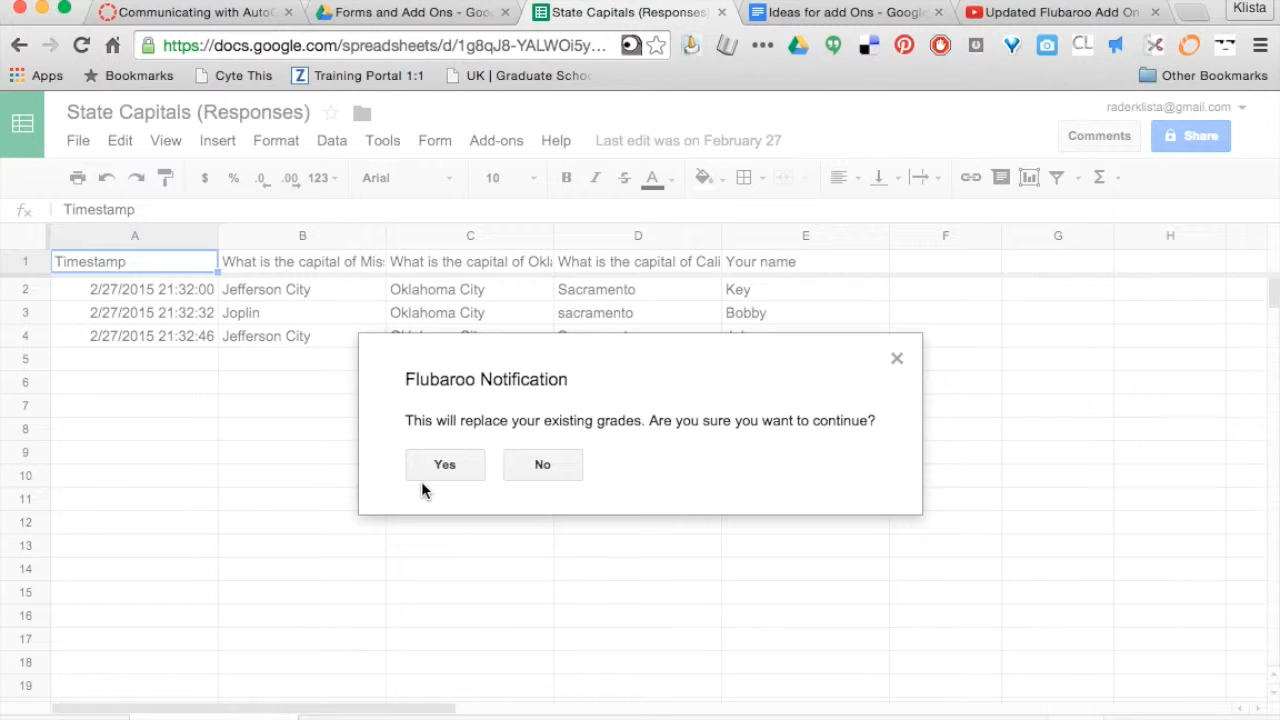 Communicating with AutoC
Forms and Add Ons - Goog
State Capitals (Responses)
Ideas for add Ons - Google
Updated Flubaroo Add On
Klista
https://docs.google.com/spreadsheets/d/1g8qJ8-YALWOi5y...
CL
Apps
Bookmarks
Cyte This
Z Training Portal 1:1
UK | Graduate Scho
Other Bookmarks
State Capitals (Responses)
raderklista@gmail.com
File Edit View Insert Format Data Tools Form Add-ons Help Last edit was on February 27
Comments
Share
$ % .0 .00 123 Arial 10 B I S A Σ
fx Timestamp
A B C D E F G H
1 Timestamp What is the capital of Mis What is the capital of Okl What is the capital of Cali Your name
2 2/27/2015 21:32:00 Jefferson City Oklahoma City Sacramento Key
3 2/27/2015 21:32:32 Joplin Oklahoma City sacramento Bobby
4 2/27/2015 21:32:46 Jefferson City
5
6
7
8
9
10
11
12
13
14
15
16
17
18
19
Flubaroo Notification
This will replace your existing grades. Are you sure you want to continue?
Yes
No